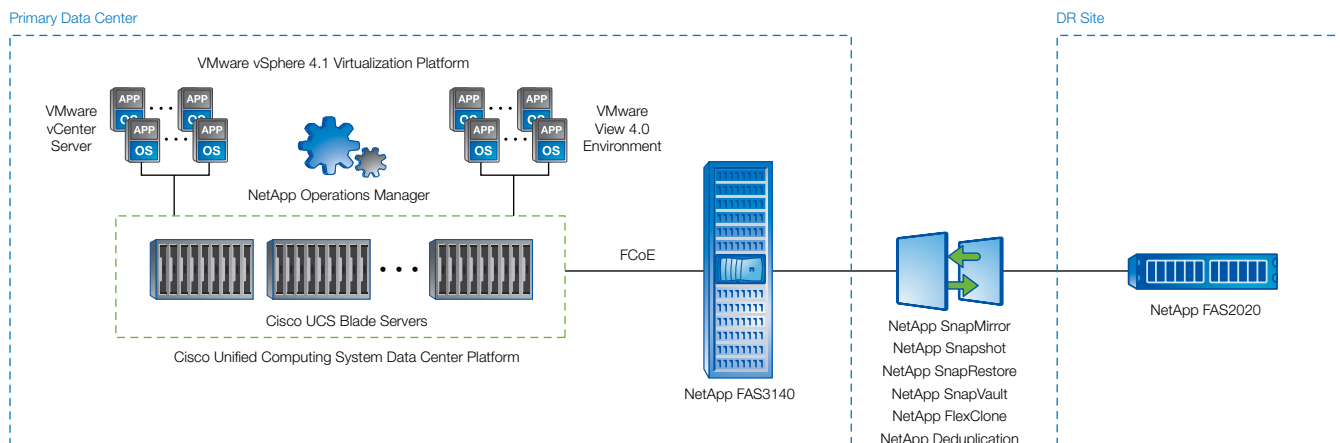 Primary Data Center
DR Site
VMware vSphere 4.1 Virtualization Platform
VMware
vCenter
Server
APP
OS
APP
OS
APP
OS
APP
OS
NetApp Operations Manager
APP
OS
APP
OS
APP
OS
APP
OS
VMware
View 4.0
Environment
Cisco UCS Blade Servers
Cisco Unified Computing System Data Center Platform
FCoE
NetApp FAS3140
NetApp SnapMirror
NetApp Snapshot
NetApp SnapRestore
NetApp SnapVault
NetApp FlexClone
NetApp Deduplication
NetApp FAS2020